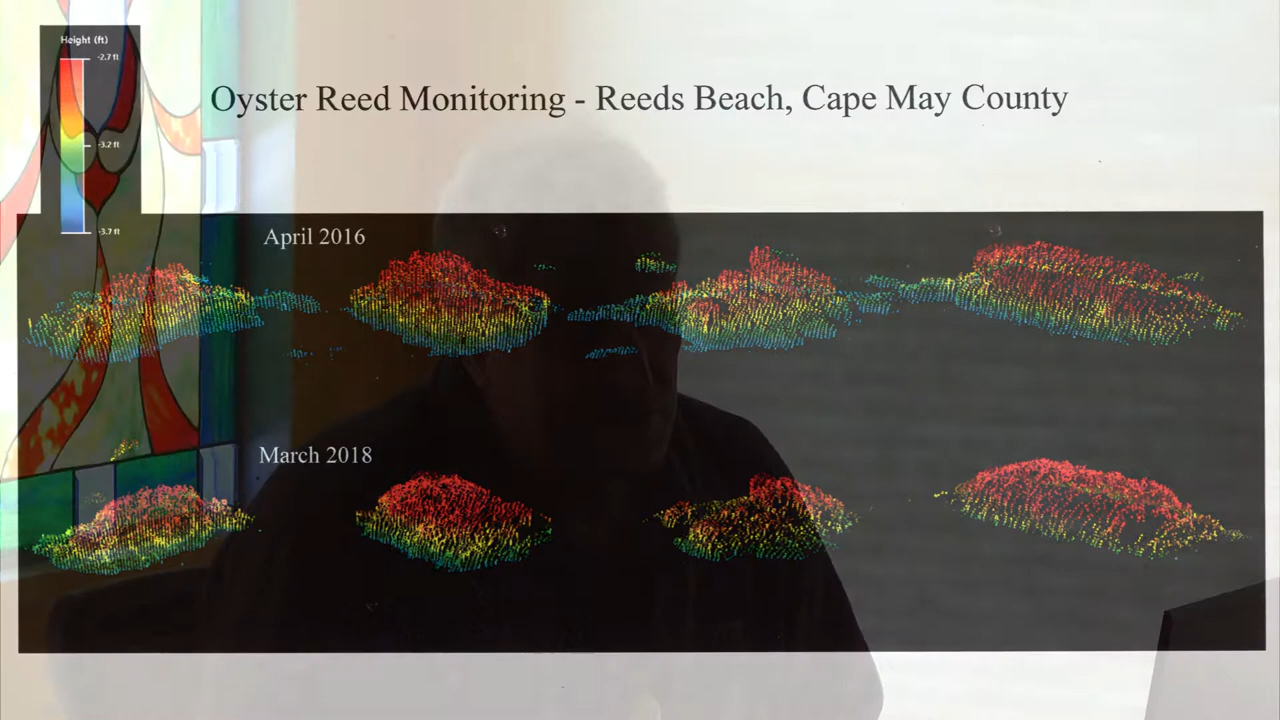 Height (ft)
-2.7 ft
Oyster Reed Monitoring - Reeds Beach, Cape May County
-3.2 ft
-3.7 ft
April 2016
March 2018